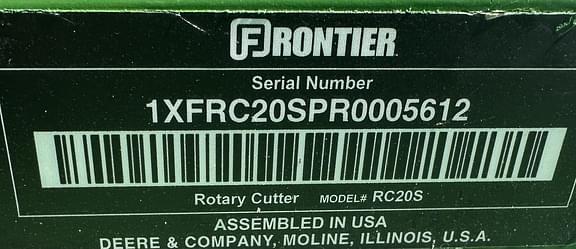 FRONTIER
Serial Number
1XFRC20SPR0005612
Rotary Cutter MODEL# RC20S
ASSEMBLED IN USA
DEERE & COMPANY, MOLINE, ILLINOIS, U.S.A.